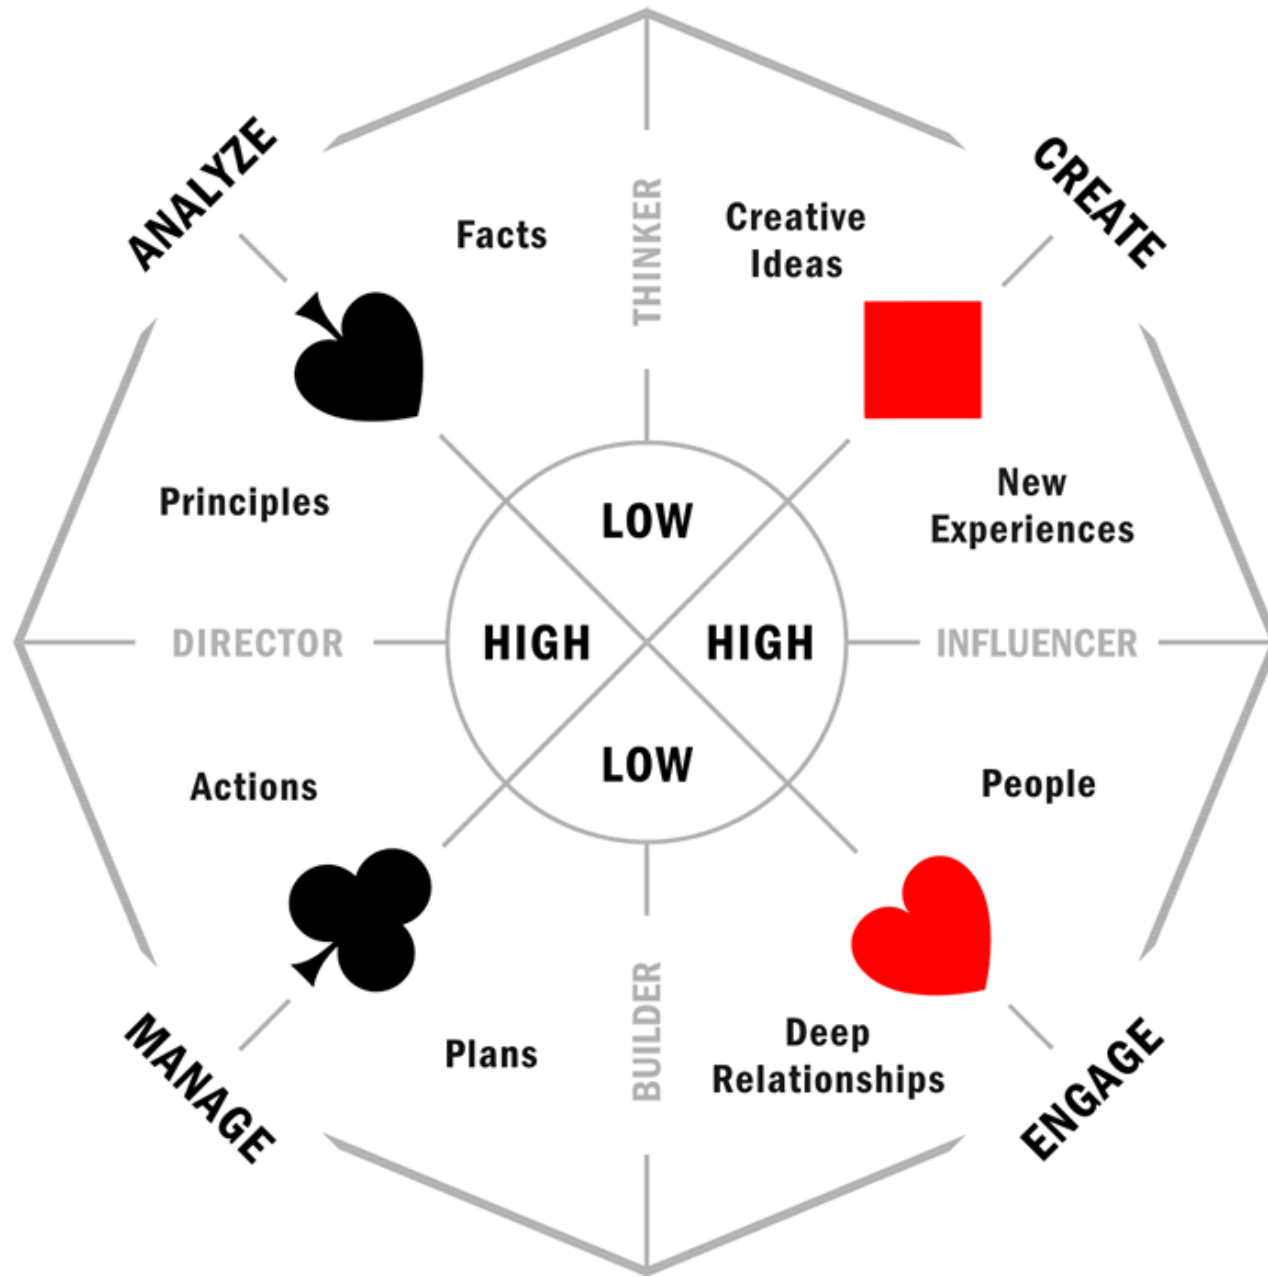 ANALYZE
CREATE
Facts
THINKER
Creative
Ideas
Principles
New
Experiences
LOW
DIRECTOR
HIGH
HIGH
INFLUENCER
LOW
Actions
People
BUILDER
Plans
Deep
Relationships
MANAGE
ENGAGE